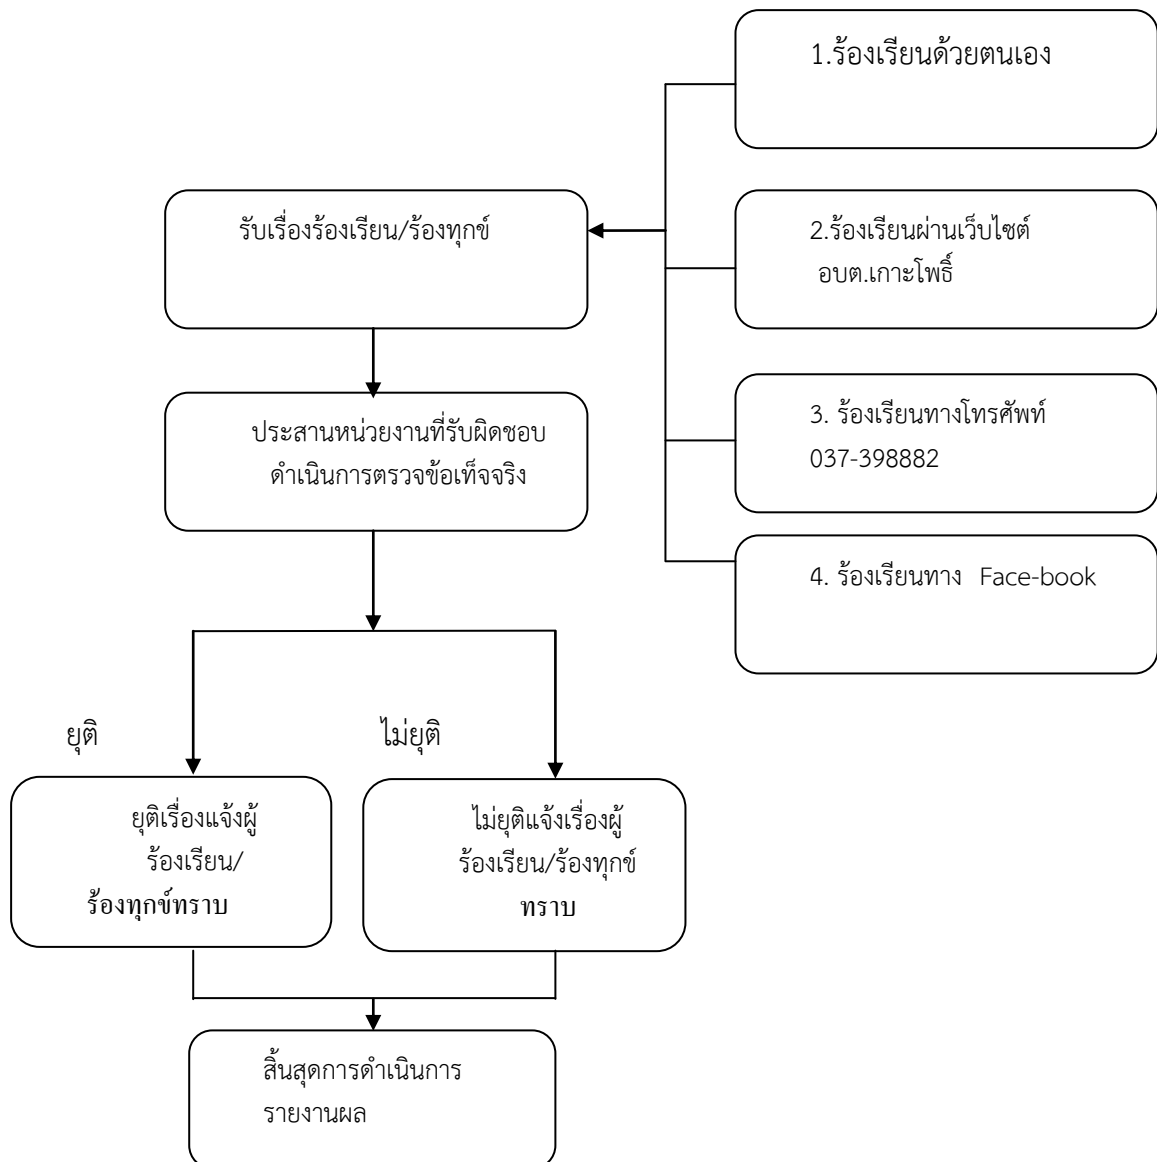 1.ร้องเรียนด้วยตนเอง
รับเรื่องร้องเรียน/ร้องทุกข์
2.ร้องเรียนผ่านเว็บไซต์
อบต.เกาะโพธิ์
ประสานหน่วยงานที่รับผิดชอบ
ดำเนินการตรวจข้อเท็จจริง
3. ร้องเรียนทางโทรศัพท์
037-398882
4. ร้องเรียนทาง Face-book
ยุติ
ไม่ยุติ
ยุติเรื่องแจ้งผู้
ร้องเรียน/
ร้องทุกข์ทราบ
ไม่ยุติแจ้งเรื่องผู้
ร้องเรียน/ร้องทุกข์
ทราบ
สิ้นสุดการดำเนินการ
รายงานผล